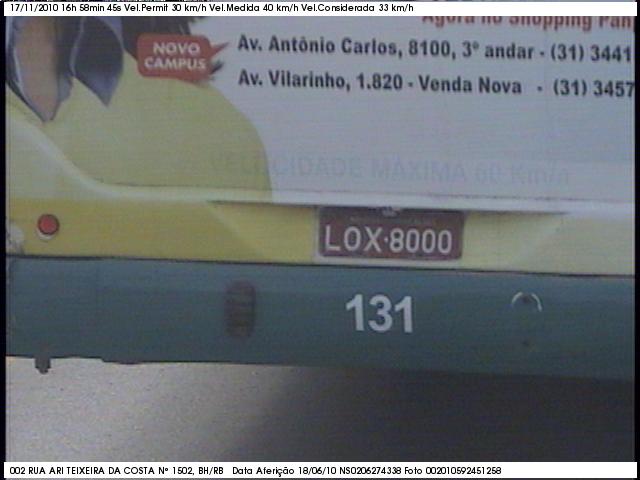 17/11/2010 16h 58min 45s Vel.Permit 30 km/h Vel.Medida 40 km/h Vel.Considerada 33 km/h
Agora no Shopping
NOVO
CAMPUS
Av. Antônio Carlos, 8100, 3º andar - (31) 3441
Av. Vilarinho, 1.820 - Venda Nova - (31) 3457
VELOCIDADE MÁXIMA 60 Km/h
LOX·8000
131
002 RUA ARI TEIXEIRA DA COSTA Nº 1502, BH/RB Data Aferição 18/06/10 NS0206274338 Foto 002010592451258